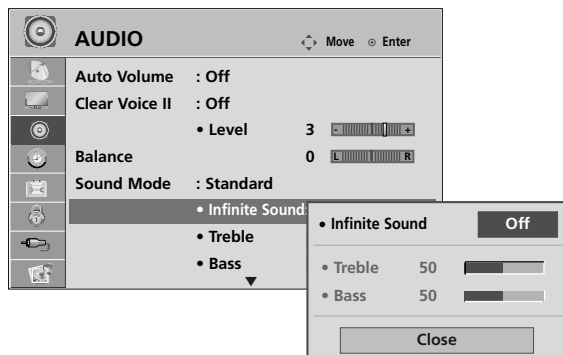 AUDIO
Move Enter
Auto Volume : Off
Clear Voice II : Off
• Level 3 - +
Balance 0 L R
Sound Mode : Standard
• Infinite Sound:
• Treble
• Bass
▼
• Infinite Sound Off
• Treble 50
• Bass 50
Close